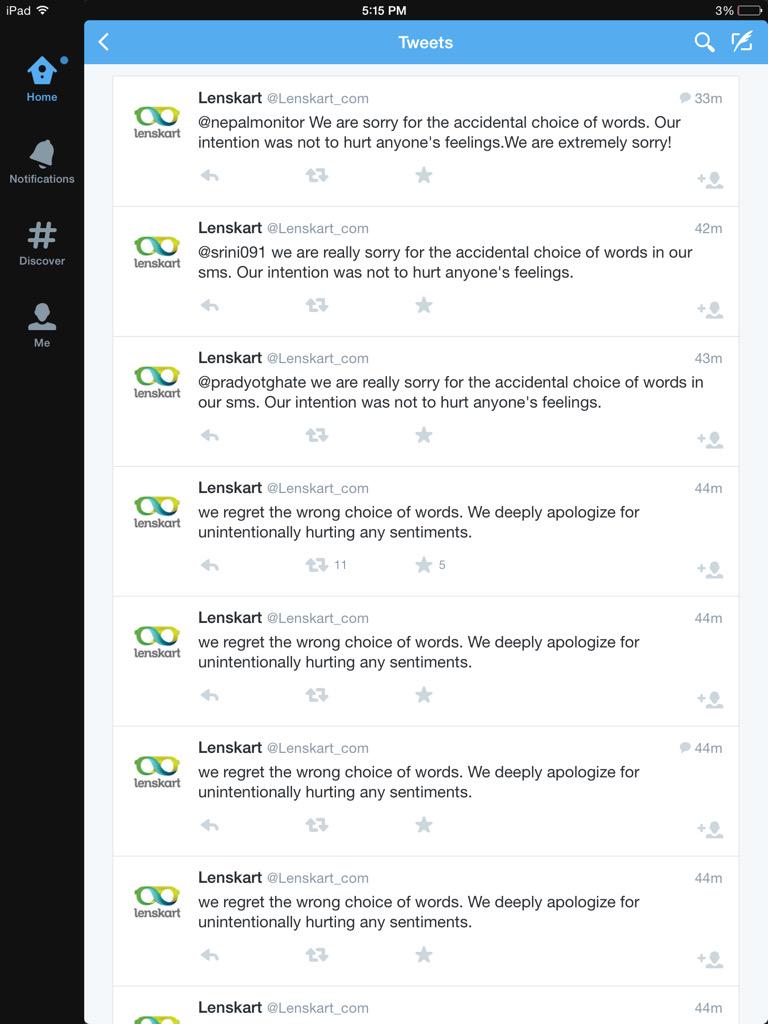 iPad 5:15 PM 3%
Tweets
Home
Notifications
Discover
Me
lenskart
Lenskart @Lenskart_com 33m
@nepalmonitor We are sorry for the accidental choice of words. Our
intention was not to hurt anyone's feelings.We are extremely sorry!
lenskart
Lenskart @Lenskart_com 42m
@srini091 we are really sorry for the accidental choice of words in our
sms. Our intention was not to hurt anyone's feelings.
lenskart
Lenskart @Lenskart_com 43m
@pradyotghate we are really sorry for the accidental choice of words in
our sms. Our intention was not to hurt anyone's feelings.
lenskart
Lenskart @Lenskart_com 44m
we regret the wrong choice of words. We deeply apologize for
unintentionally hurting any sentiments.
11 5
lenskart
Lenskart @Lenskart_com 44m
we regret the wrong choice of words. We deeply apologize for
unintentionally hurting any sentiments.
lenskart
Lenskart @Lenskart_com 44m
we regret the wrong choice of words. We deeply apologize for
unintentionally hurting any sentiments.
lenskart
Lenskart @Lenskart_com 44m
we regret the wrong choice of words. We deeply apologize for
unintentionally hurting any sentiments.
lenskart
Lenskart @Lenskart_com 44m